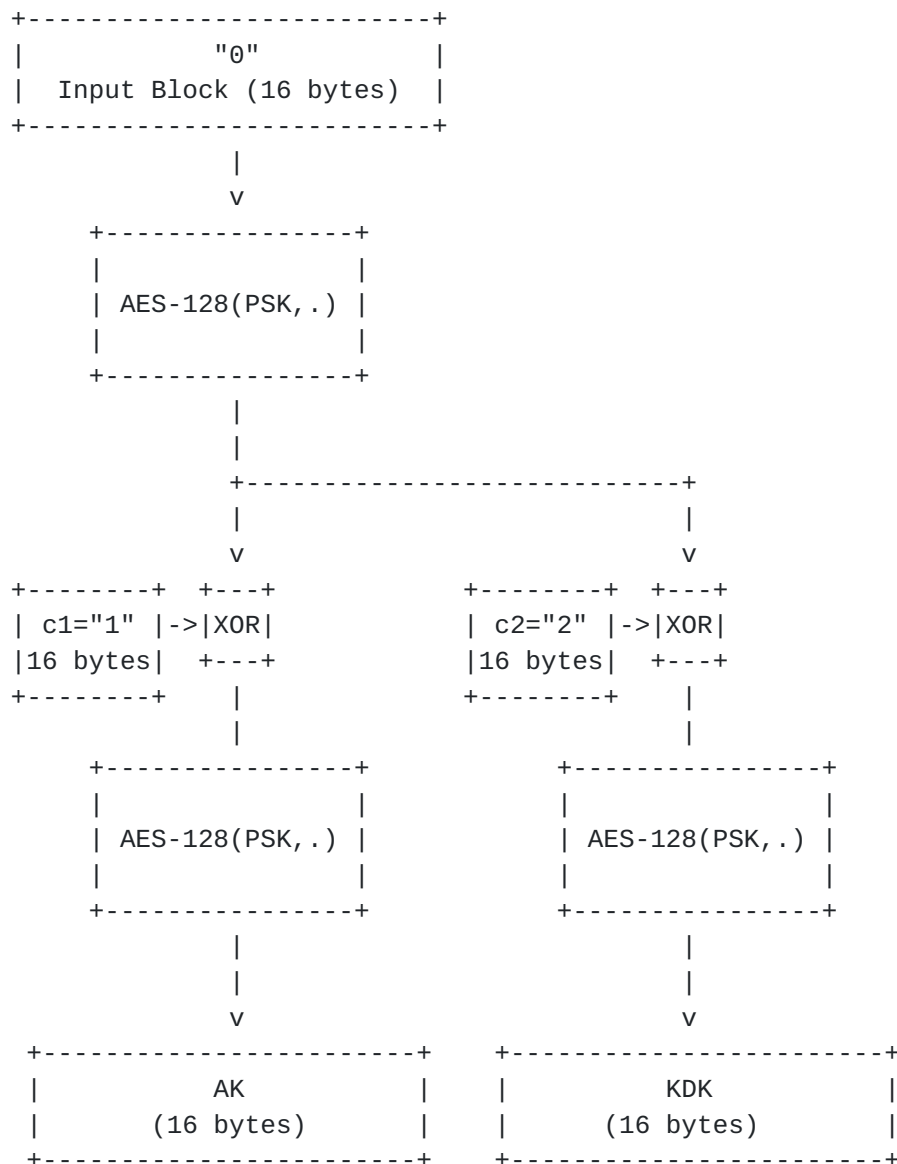 "0"
Input Block (16 bytes)
AES-128(PSK,.)
c1="1" ->XOR c2="2" ->XOR
16 bytes 16 bytes
AES-128(PSK,.) AES-128(PSK,.)
AK KDK
(16 bytes) (16 bytes)